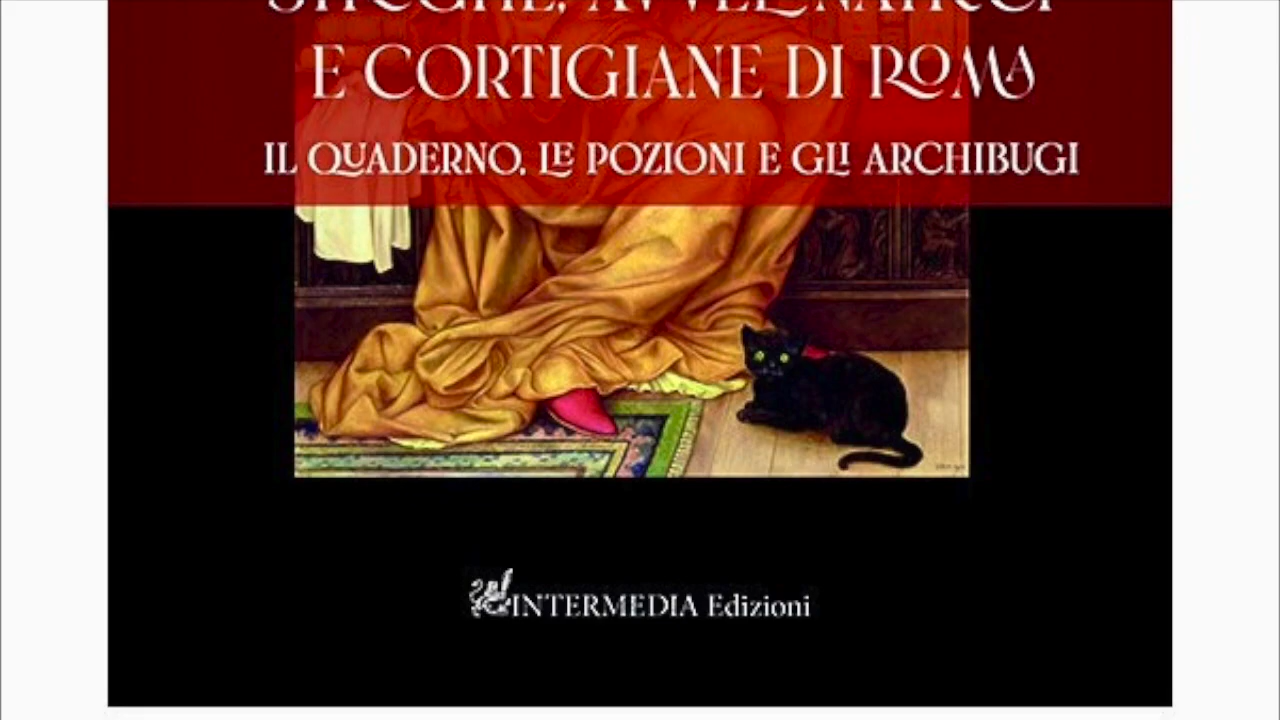 E CORTIGIANE DI ROMA
IL QUADERNO, LE POZIONI E GLI ARCHIBUGI
INTERMEDIA Edizioni